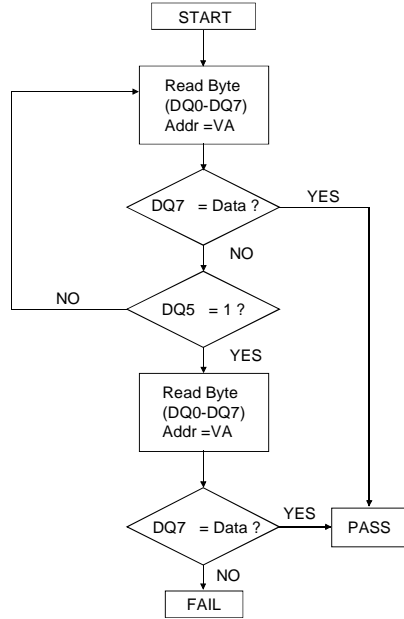 START
Read Byte
(DQ0-DQ7)
Addr =VA
DQ7 = Data ?
YES
NO
DQ5 = 1 ?
NO
YES
Read Byte
(DQ0-DQ7)
Addr =VA
DQ7 = Data ?
YES
PASS
NO
FAIL